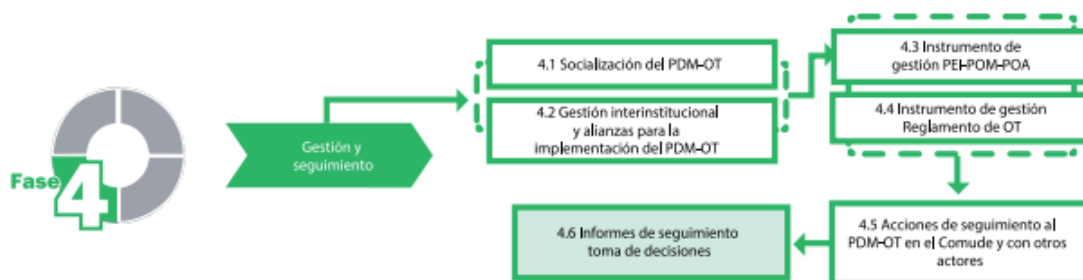 Fase
4
Gestión y
seguimiento
4.1 Socialización del PDM-OT
4.2 Gestión interinstitucional
y alianzas para la
implementación del PDM-OT
4.3 Instrumento de
gestión PEI-POM-POA
4.4 Instrumento de gestión
Reglamento de OT
4.5 Acciones de seguimiento al
PDM-OT en el Comude y con otros
actores
4.6 Informes de seguimiento
toma de decisiones